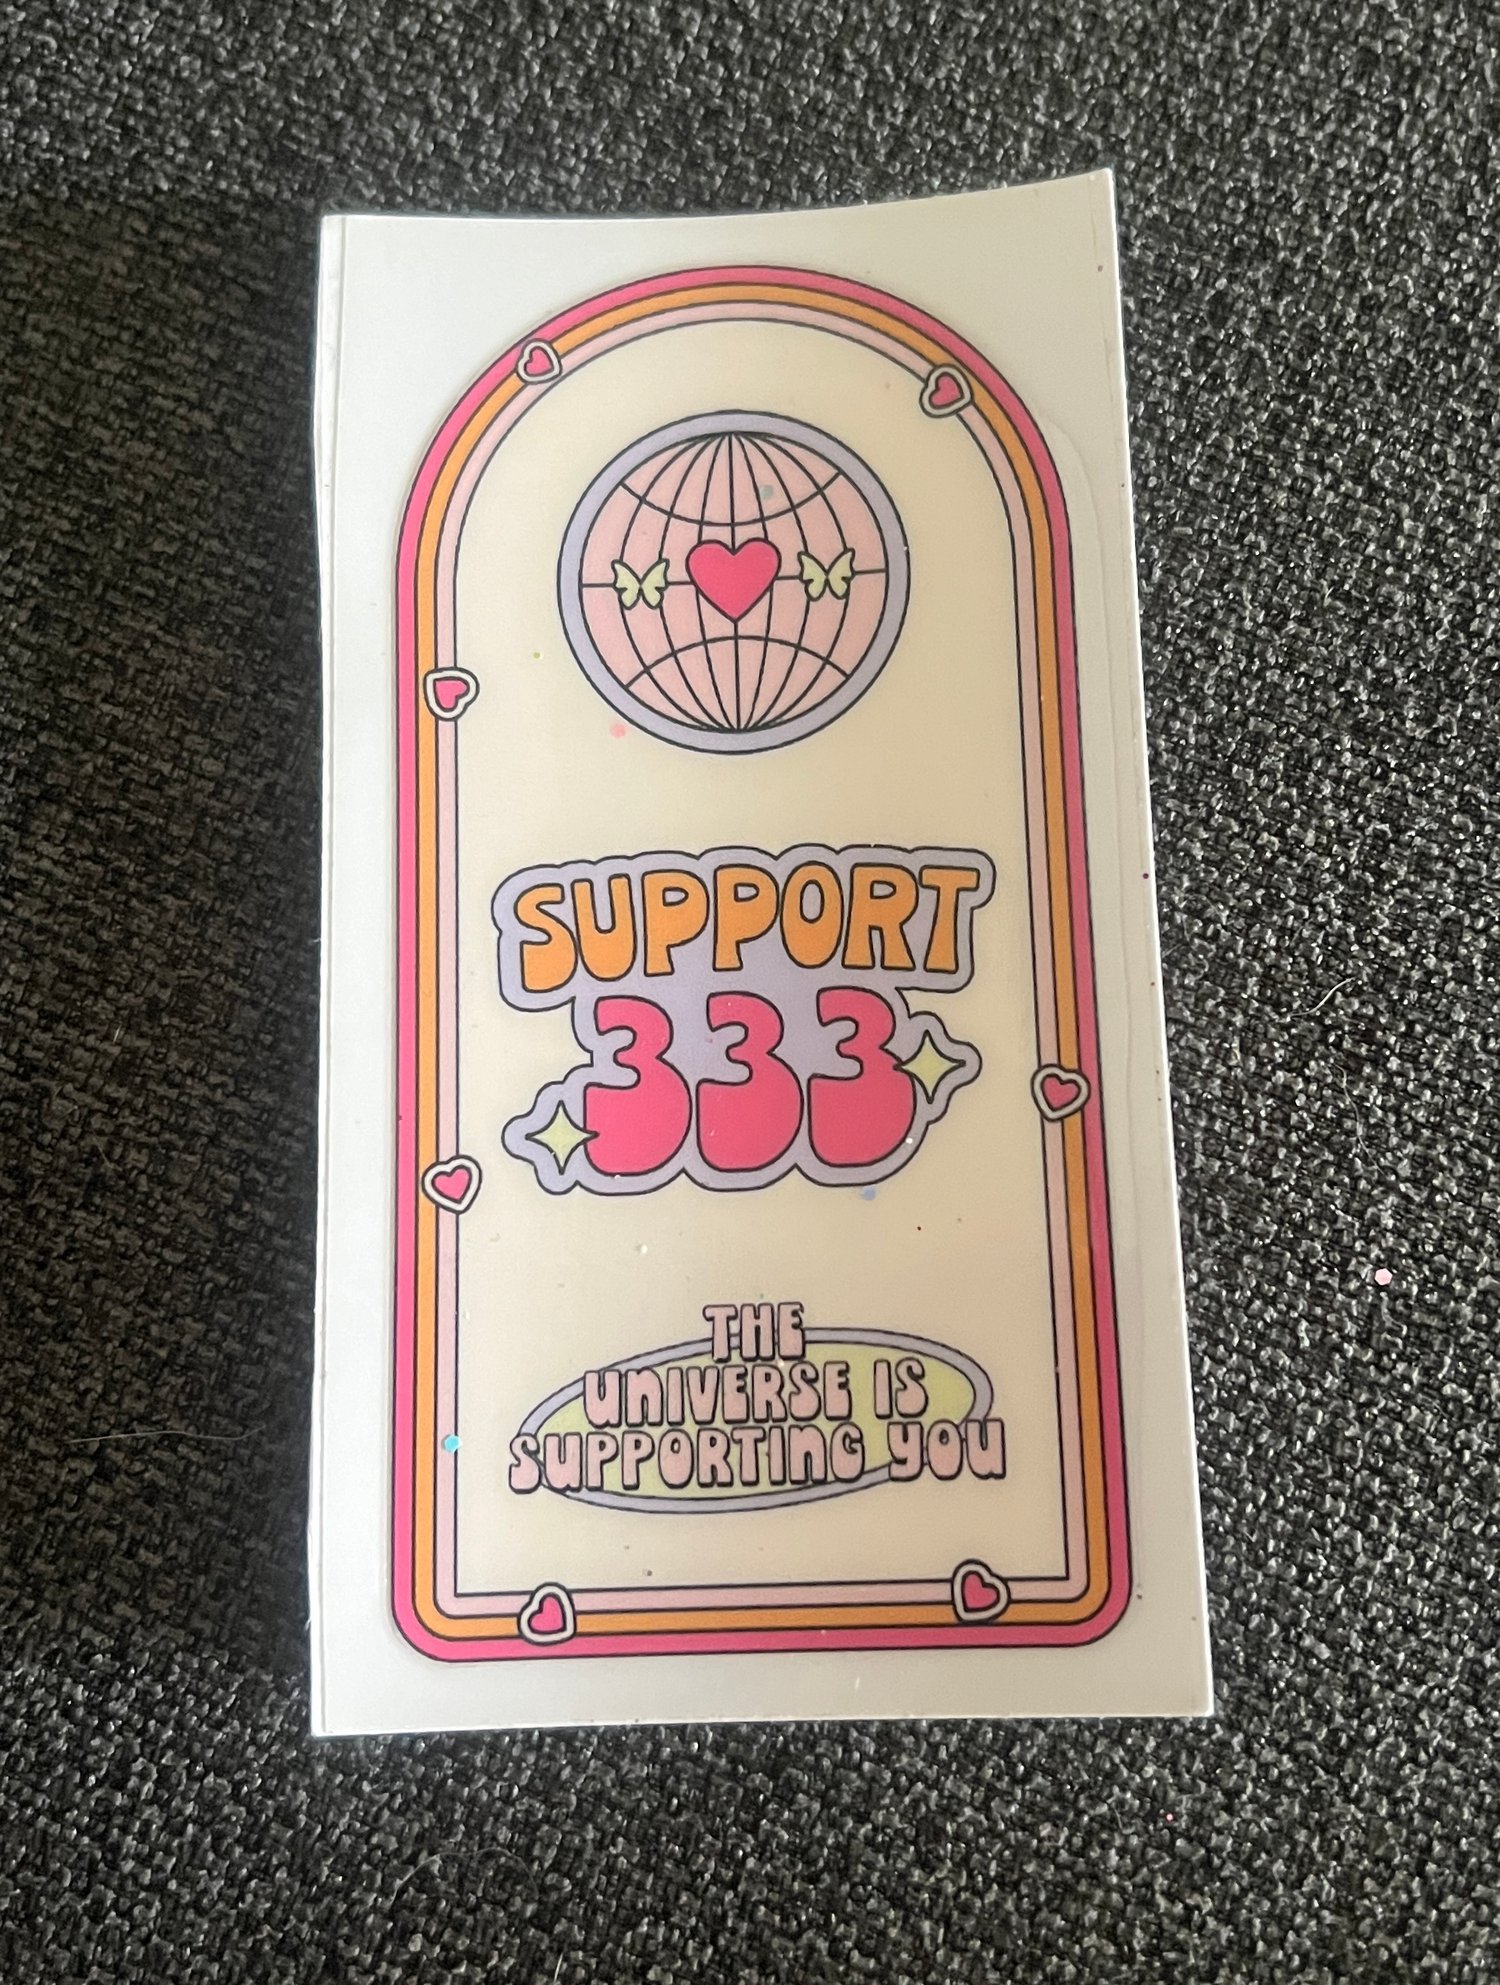 SUPPORT
333
THE
UNIVERSE IS
SUPPORTING YOU